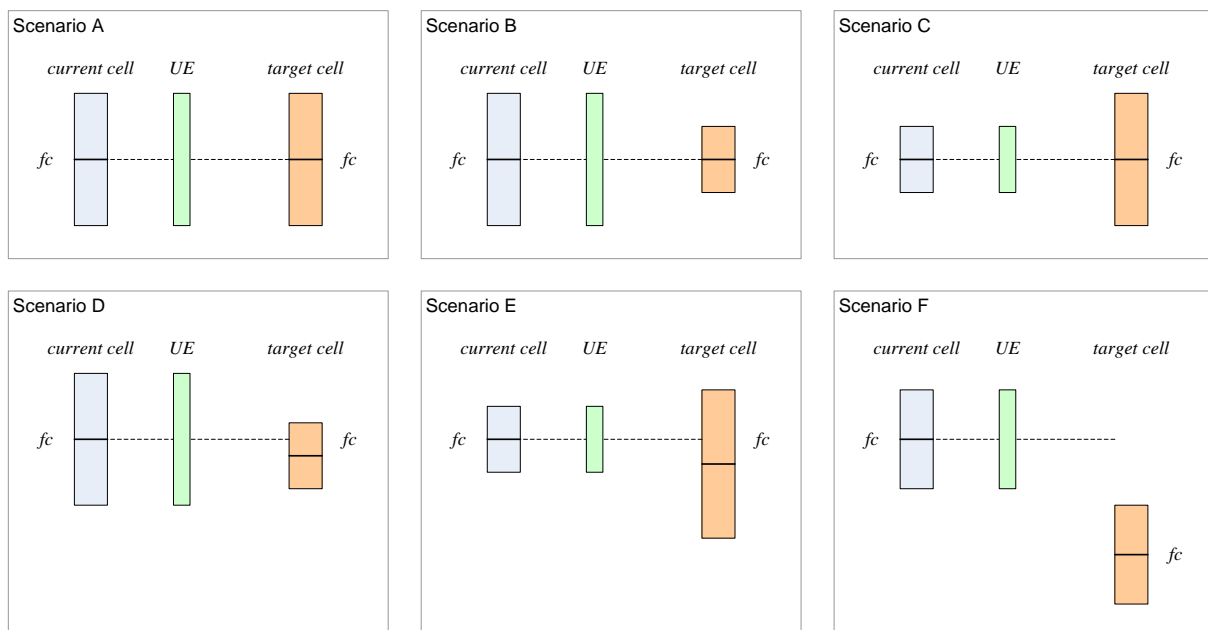 Scenario A
current cell UE target cell
fc fc
Scenario B
current cell UE target cell
fc fc
Scenario C
current cell UE target cell
fc fc
Scenario D
current cell UE target cell
fc fc
Scenario E
current cell UE target cell
fc fc
Scenario F
current cell UE target cell
fc
fc